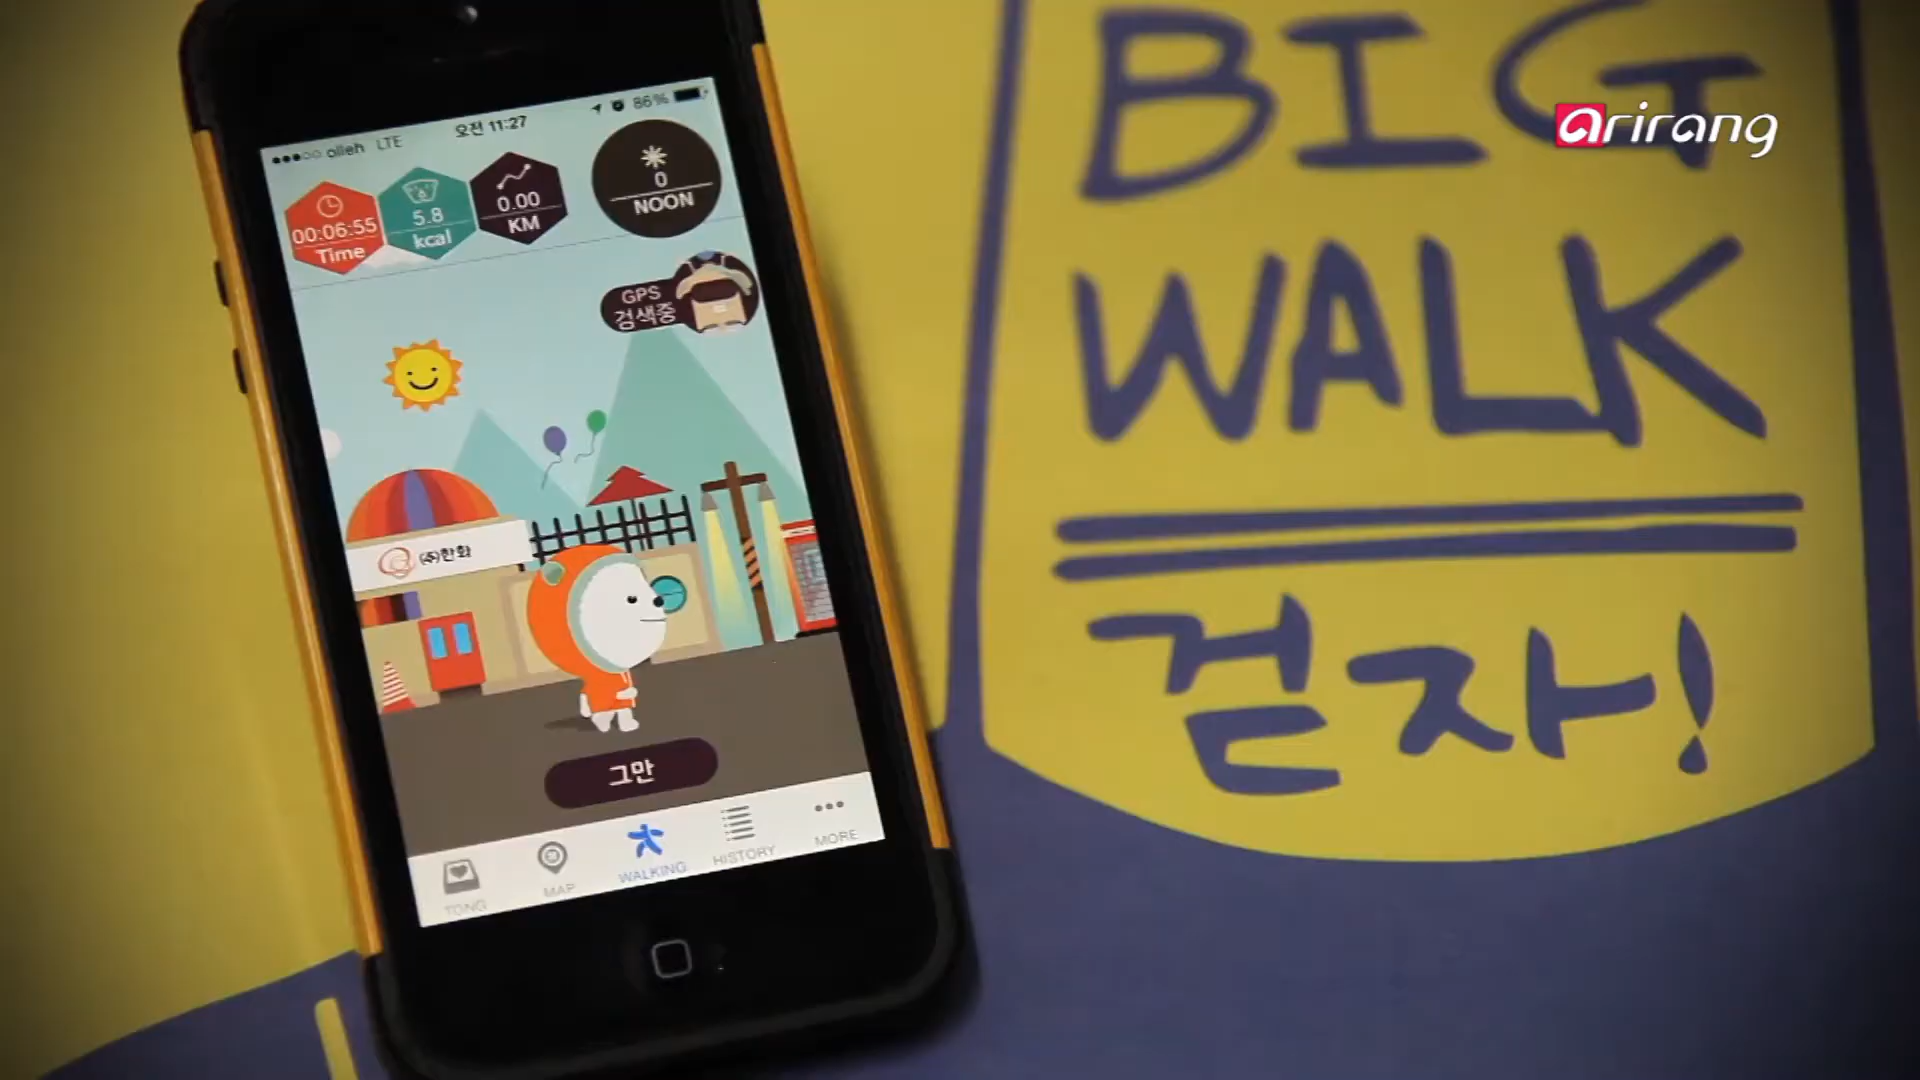 olleh LTE
오전 11:27
86%
00:06:55
Time
5.8
kcal
0.00
KM
0
NOON
GPS
검색중
(주)한화
그만
TONG
MAP
WALKING
HISTORY
MORE
BIG
WALK
걷자!
arirang